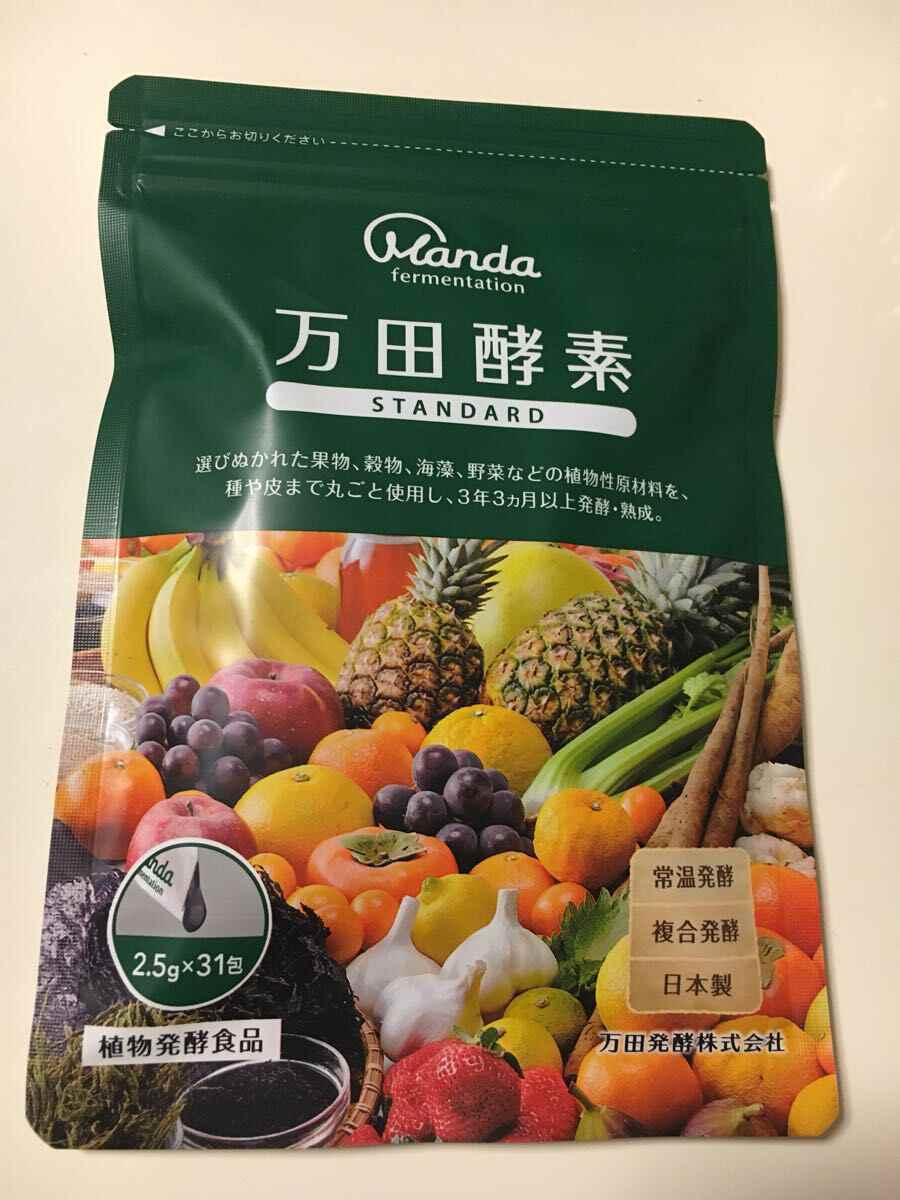 ここからお切りください
Manda
fermentation
万田酵素
STANDARD
選びぬかれた果物、穀物、海藻、野菜などの植物性原材料を、
種や皮まで丸ごと使用し、3年3ヵ月以上発酵・熟成。
anda
mentation
2.5g×31包
常温発酵
複合発酵
日本製
植物発酵食品
万田発酵株式会社